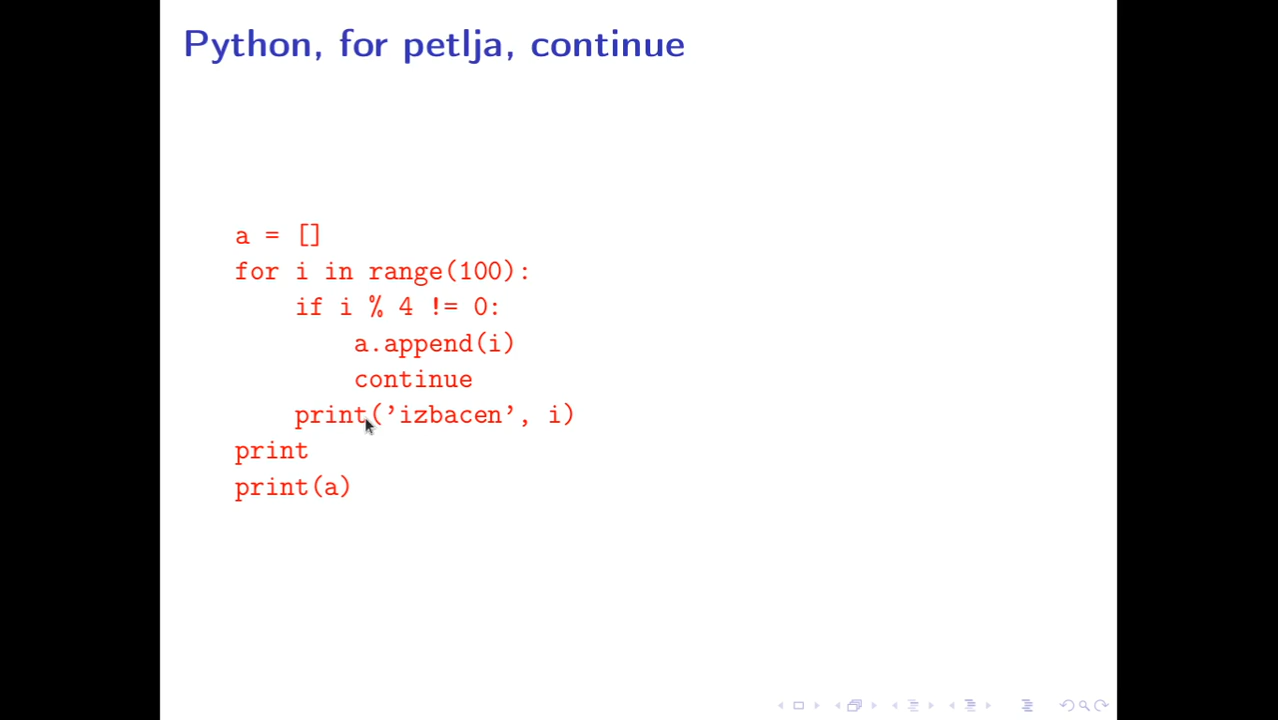 Python, for petlja, continue
a = []
for i in range(100):
    if i % 4 != 0:
        a.append(i)
        continue
    print('izbacen', i)
print
print(a)